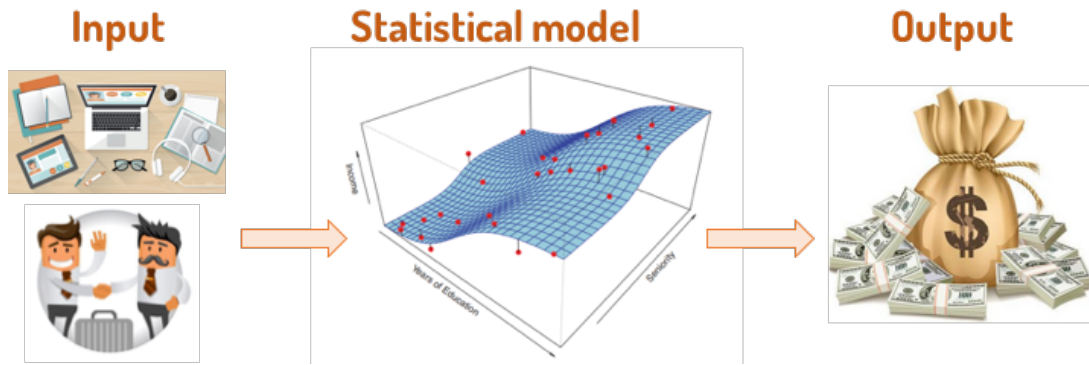 Input
Statistical model
Output
Income
Years of Education
Seniority
$